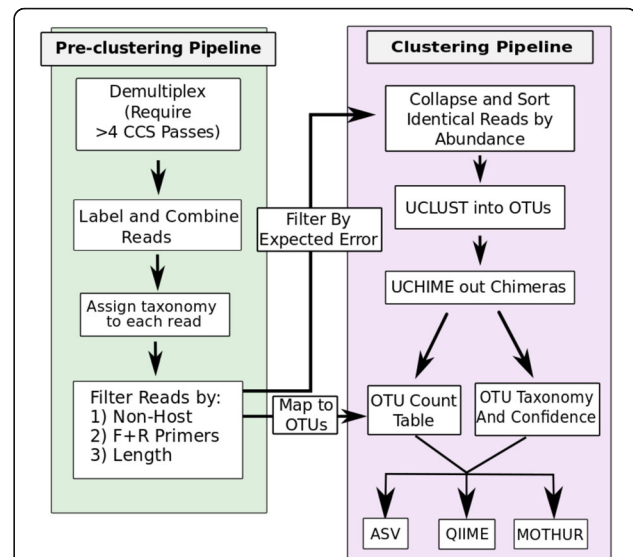 Pre-clustering Pipeline
Demultiplex
(Require
>4 CCS Passes)
Label and Combine
Reads
Assign taxonomy
to each read
Filter Reads by:
1) Non-Host
2) F+R Primers
3) Length
Filter By
Expected Error
Map to
OTUs
Clustering Pipeline
Collapse and Sort
Identical Reads by
Abundance
UCLUST into OTUs
UCHIME out Chimeras
OTU Count
Table
OTU Taxonomy
And Confidence
ASV
QIIME
MOTHUR